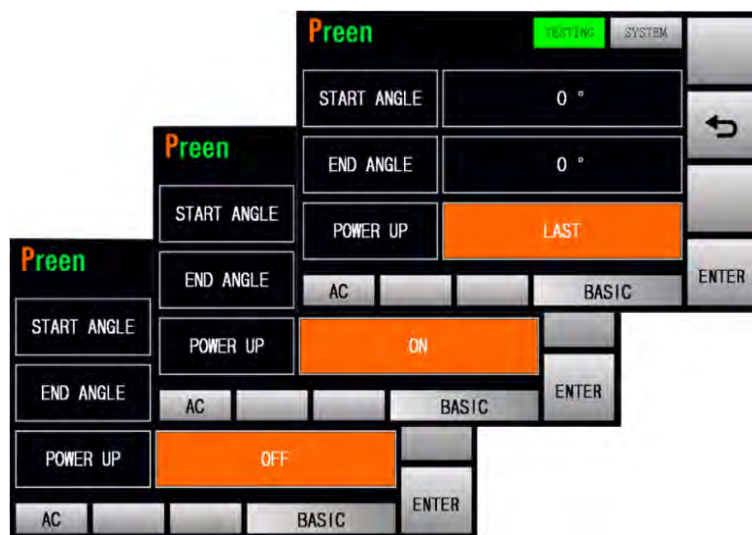 Preen TESTING SYSTEM
START ANGLE 0 °
END ANGLE 0 °
POWER UP LAST
AC BASIC ENTER
Preen
START ANGLE
END ANGLE
POWER UP ON
AC BASIC ENTER
Preen
START ANGLE
END ANGLE
POWER UP OFF
AC BASIC ENTER